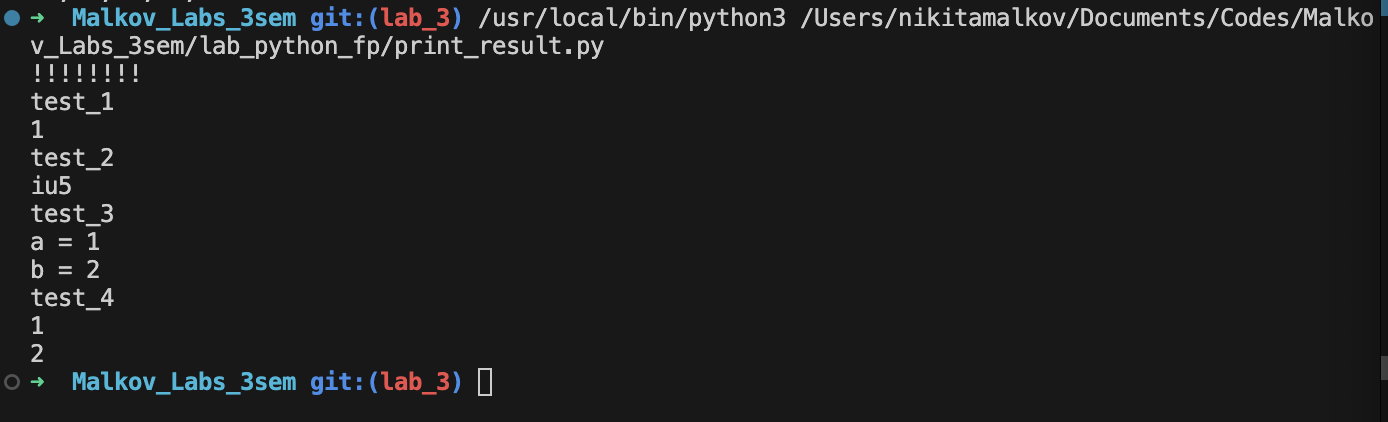 ➜ Malkov_Labs_3sem git:(lab_3) /usr/local/bin/python3 /Users/nikitamalkov/Documents/Codes/Malko
v_Labs_3sem/lab_python_fp/print_result.py
!!!!!!!!
test_1
1
test_2
iu5
test_3
a = 1
b = 2
test_4
1
2
➜ Malkov_Labs_3sem git:(lab_3)